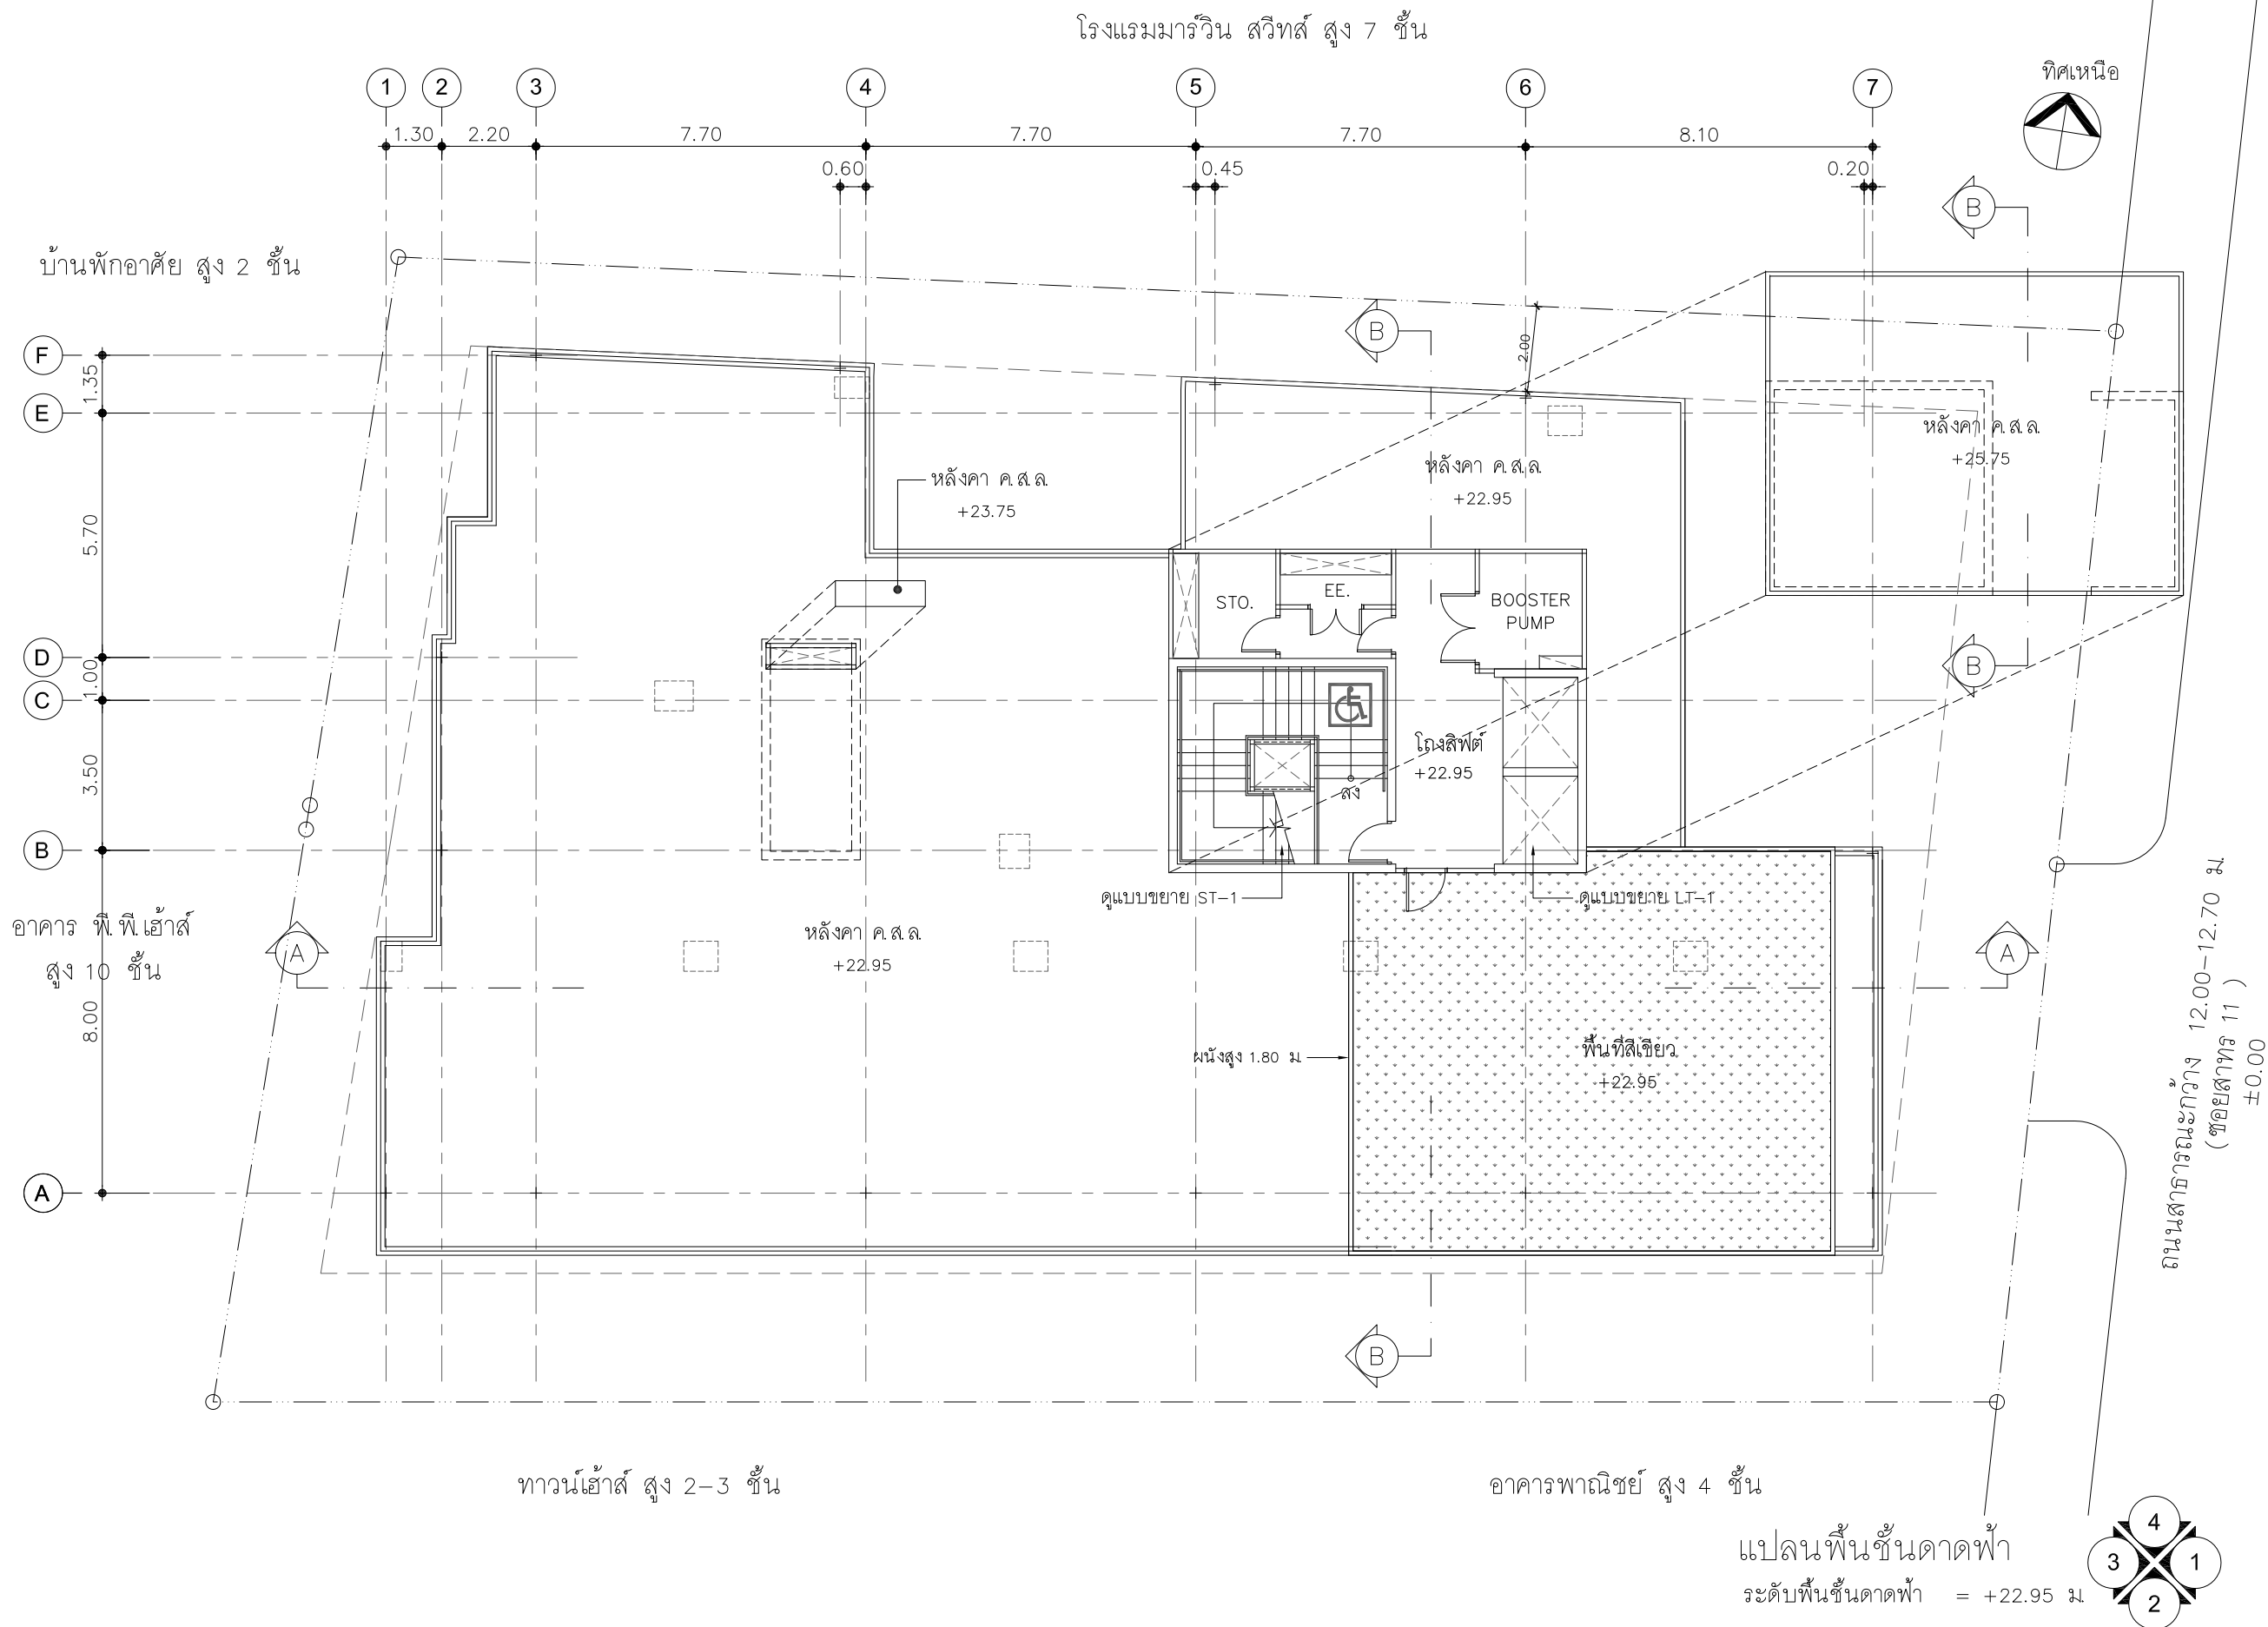 โรงแรมมาร์วิน สวีทส์ สูง 7 ชั้น
ทิศเหนือ
1 2 3 4 5 6 7
1.30 2.20 7.70 7.70 7.70 8.10
0.60 0.45 0.20
B
บ้านพักอาศัย สูง 2 ชั้น
B
2.00
F
1.35
E
หลังคา ค.ส.ล.
+25.75
หลังคา ค.ส.ล.
+22.95
หลังคา ค.ส.ล.
+23.75
5.70
STO.
EE.
BOOSTER
PUMP
D
B
1.00
C
โถงลิฟต์
+22.95
3.50
ลง
B
ดูแบบขยาย ST-1
ดูแบบขยาย LT-1
อาคาร พี.พี.เฮ้าส์
สูง 10 ชั้น
A
หลังคา ค.ส.ล.
+22.95
A
8.00
ผนังสูง 1.80 ม.
พื้นที่สีเขียว
+22.95
ถนนสาธารณะกว้าง 12.00-12.70 ม.
(ซอยสาทร 11 )
±0.00
A
B
ทาวน์เฮ้าส์ สูง 2-3 ชั้น
อาคารพาณิชย์ สูง 4 ชั้น
แปลนพื้นชั้นดาดฟ้า
ระดับพื้นชั้นดาดฟ้า = +22.95 ม.
4
3 1
2